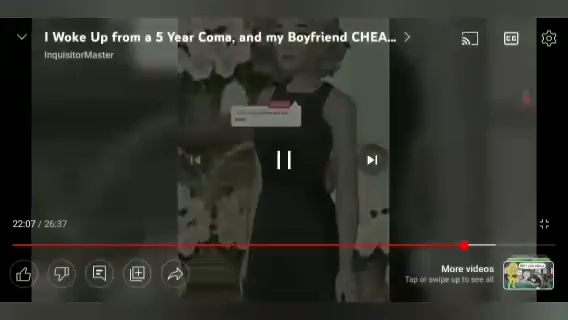 I Woke Up from a 5 Year Coma, and my Boyfriend CHEA...
InquisitorMaster
CC
22:07 / 26:37
More videos
Tap or swipe up to see all